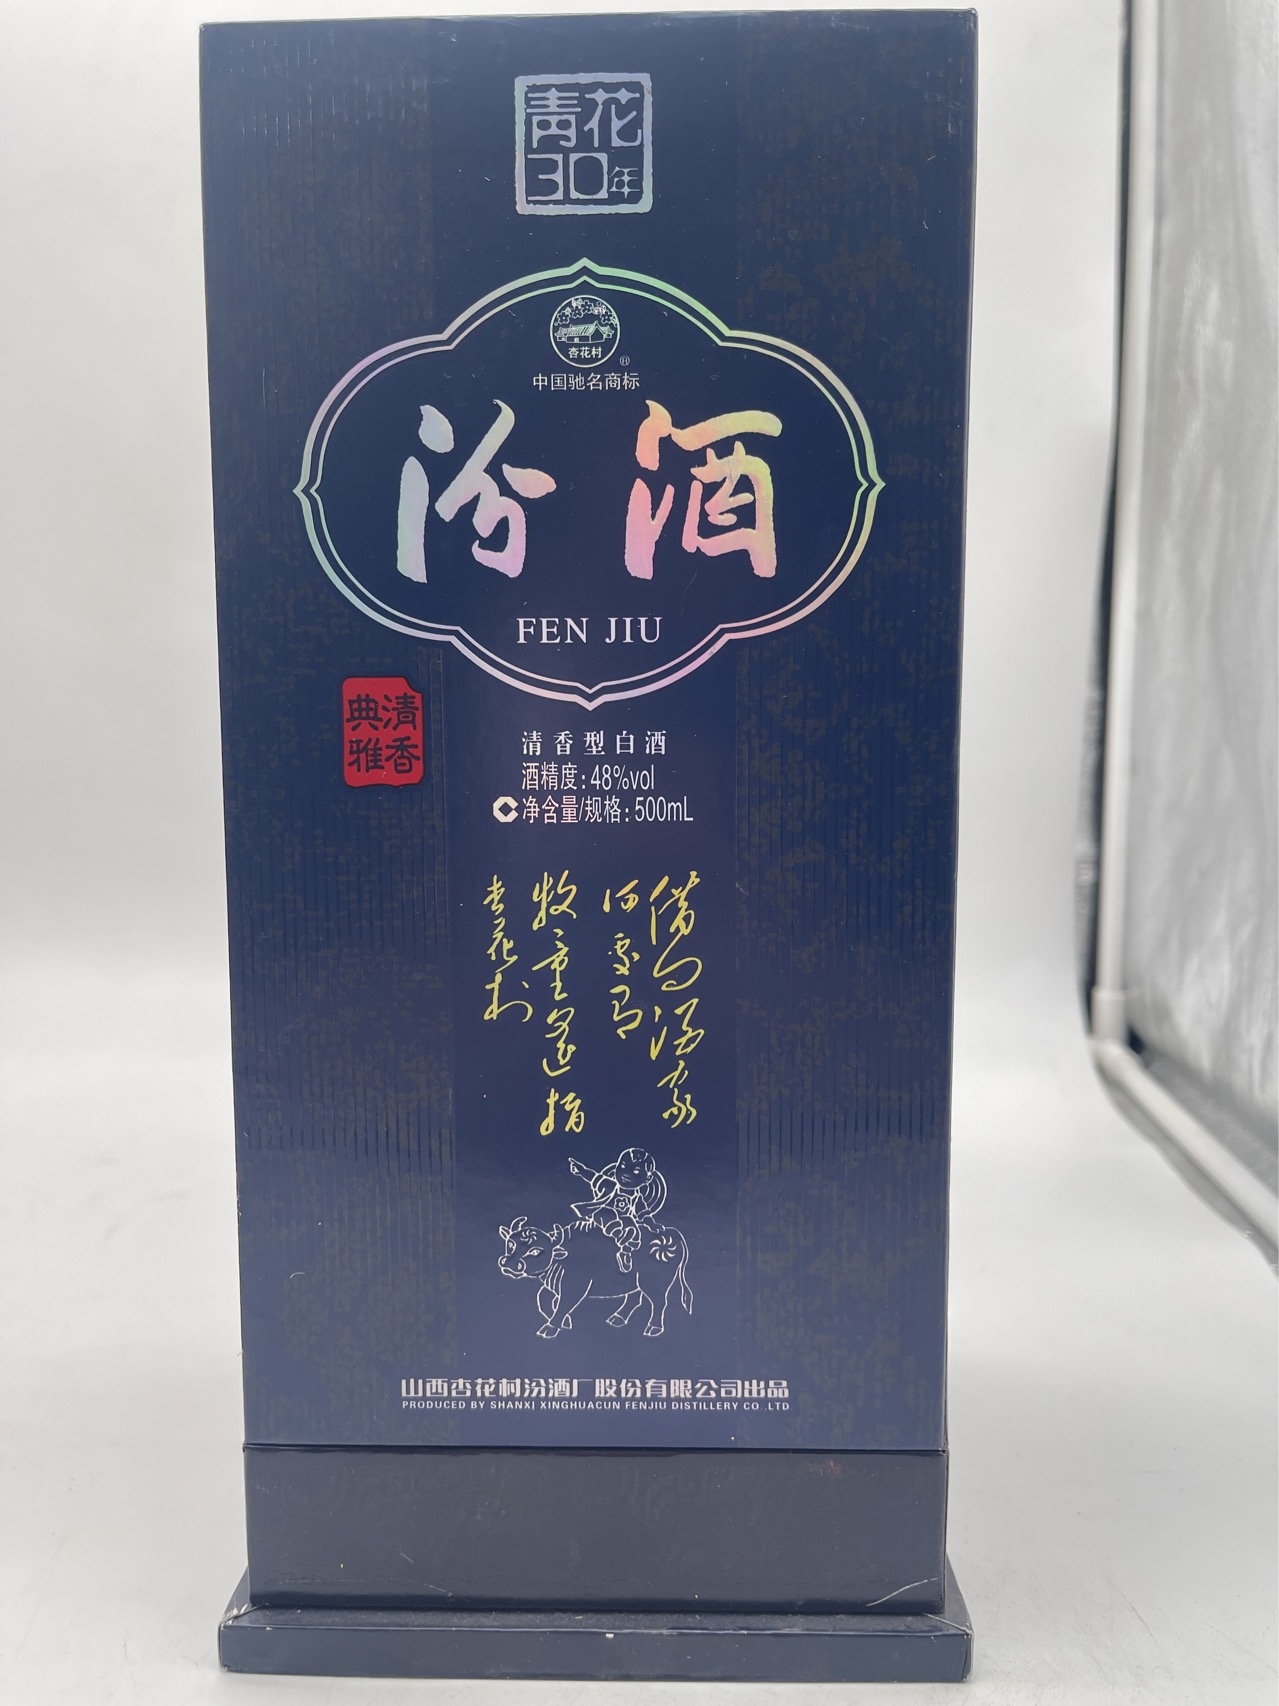 青花
30年
杏花村
®
中国驰名商标
汾酒
FEN JIU
清香
典雅
清香型白酒
酒精度:48%vol
净含量/规格:500mL
借问酒家
何处有
牧童遥指
杏花村
山西杏花村汾酒厂股份有限公司出品
PRODUCED BY SHANXI XINGHUACUN FENJIU DISTILLERY CO.,LTD.